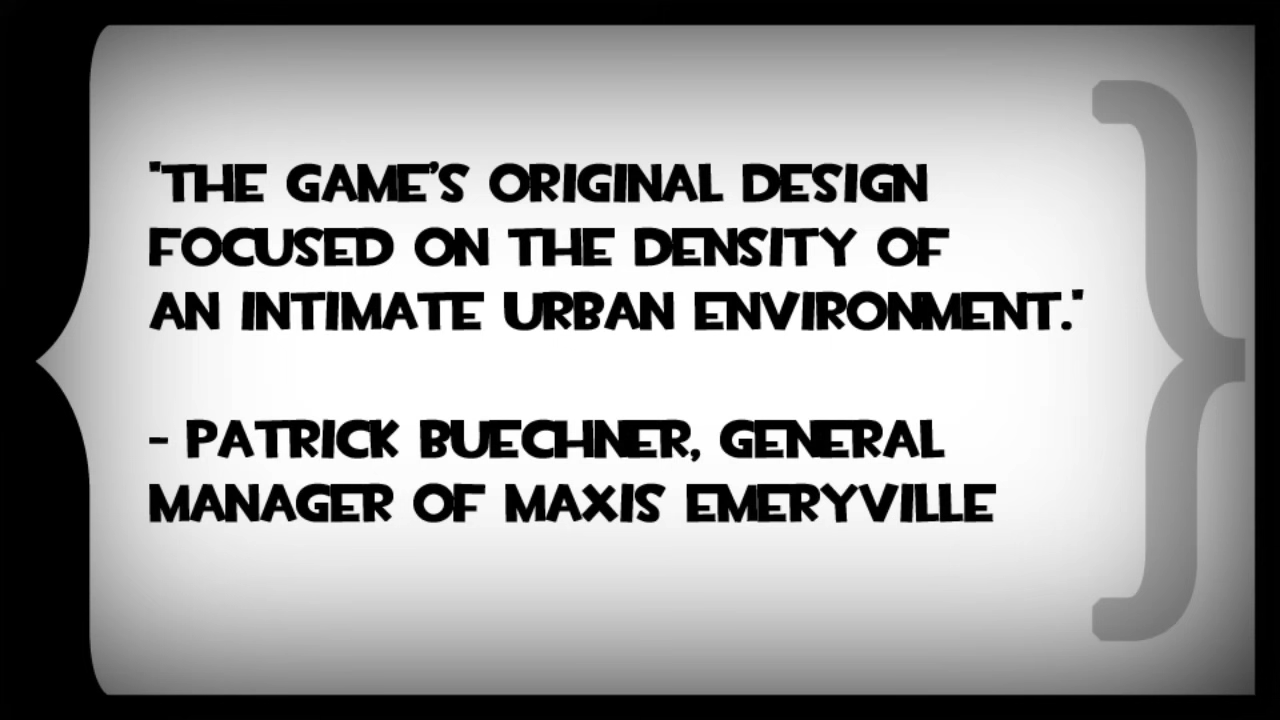 "THE GAME'S ORIGINAL DESIGN
FOCUSED ON THE DENSITY OF
AN INTIMATE URBAN ENVIRONMENT."
- PATRICK BUECHNER, GENERAL
MANAGER OF MAXIS EMERYVILLE